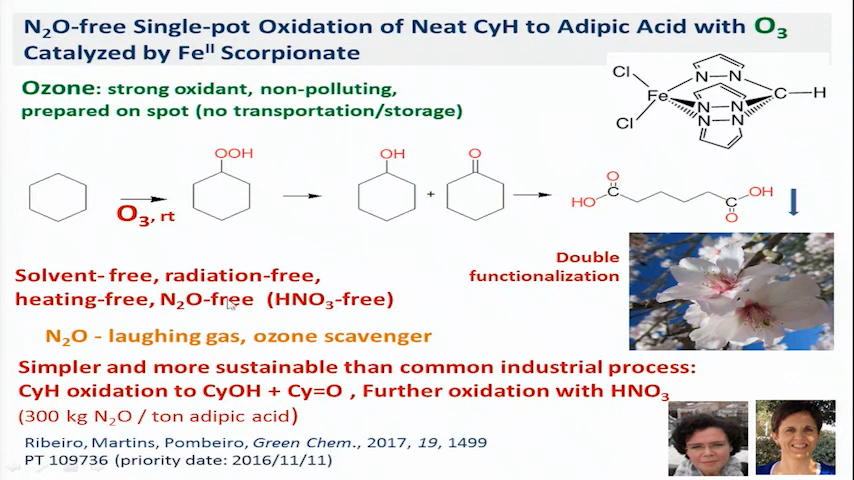 N₂O-free Single-pot Oxidation of Neat CyH to Adipic Acid with O₃
Catalyzed by Feᴵᴵ Scorpionate
Ozone: strong oxidant, non-polluting,
prepared on spot (no transportation/storage)
Cl
Cl
Fe
N
N
N
N
N
N
C
H
OOH
OH
O
+
O₃, rt
O
HO
C
C
OH
O
Double
functionalization
Solvent- free, radiation-free,
heating-free, N₂O-free (HNO₃-free)
N₂O - laughing gas, ozone scavenger
Simpler and more sustainable than common industrial process:
CyH oxidation to CyOH + Cy=O , Further oxidation with HNO₃
(300 kg N₂O / ton adipic acid)
Ribeiro, Martins, Pombeiro, Green Chem., 2017, 19, 1499
PT 109736 (priority date: 2016/11/11)